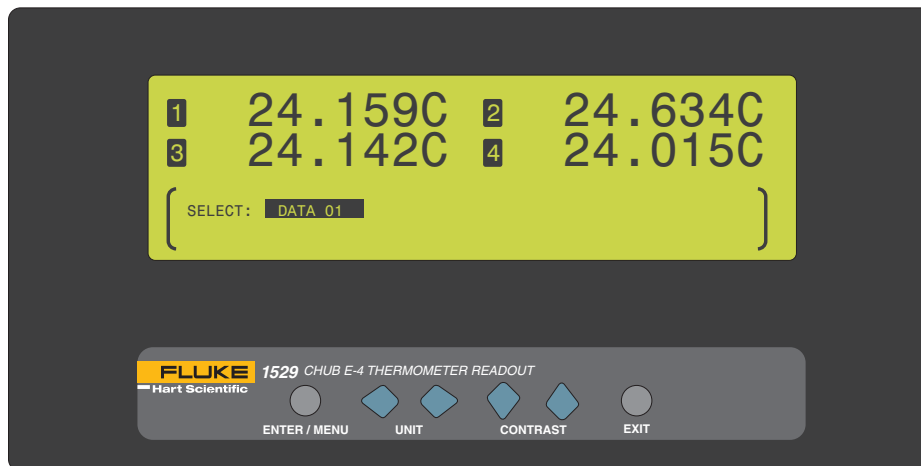 1 24.159C 2 24.634C
3 24.142C 4 24.015C
SELECT: DATA 01
FLUKE 1529 CHUB E-4 THERMOMETER READOUT
Hart Scientific
ENTER / MENU UNIT CONTRAST EXIT